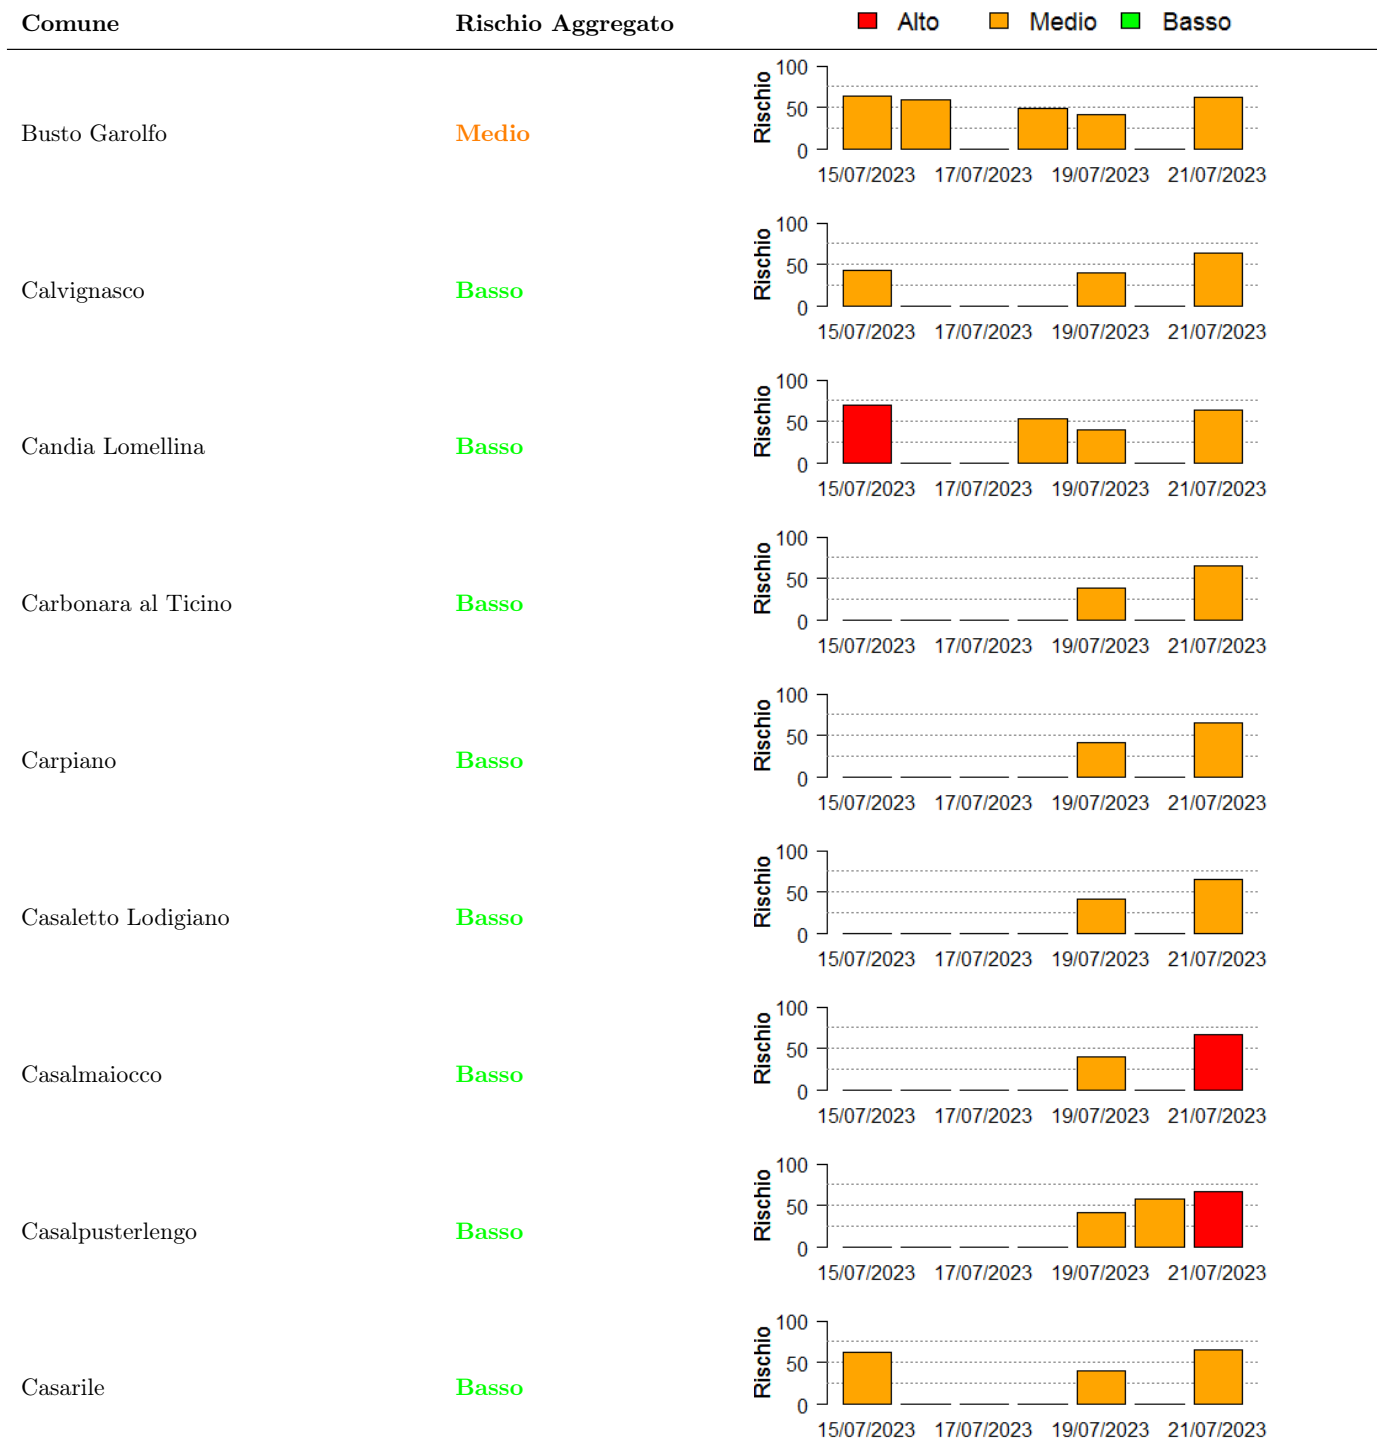 Comune Rischio Aggregato Alto Medio Basso
100
50
0
Rischio
Busto Garolfo Medio
15/07/2023 17/07/2023 19/07/2023 21/07/2023
100
50
0
Rischio
Calvignasco Basso
15/07/2023 17/07/2023 19/07/2023 21/07/2023
100
50
0
Rischio
Candia Lomellina Basso
15/07/2023 17/07/2023 19/07/2023 21/07/2023
100
50
0
Rischio
Carbonara al Ticino Basso
15/07/2023 17/07/2023 19/07/2023 21/07/2023
100
50
0
Rischio
Carpiano Basso
15/07/2023 17/07/2023 19/07/2023 21/07/2023
100
50
0
Rischio
Casaletto Lodigiano Basso
15/07/2023 17/07/2023 19/07/2023 21/07/2023
100
50
0
Rischio
Casalmaiocco Basso
15/07/2023 17/07/2023 19/07/2023 21/07/2023
100
50
0
Rischio
Casalpusterlengo Basso
15/07/2023 17/07/2023 19/07/2023 21/07/2023
100
50
0
Rischio
Casarile Basso
15/07/2023 17/07/2023 19/07/2023 21/07/2023